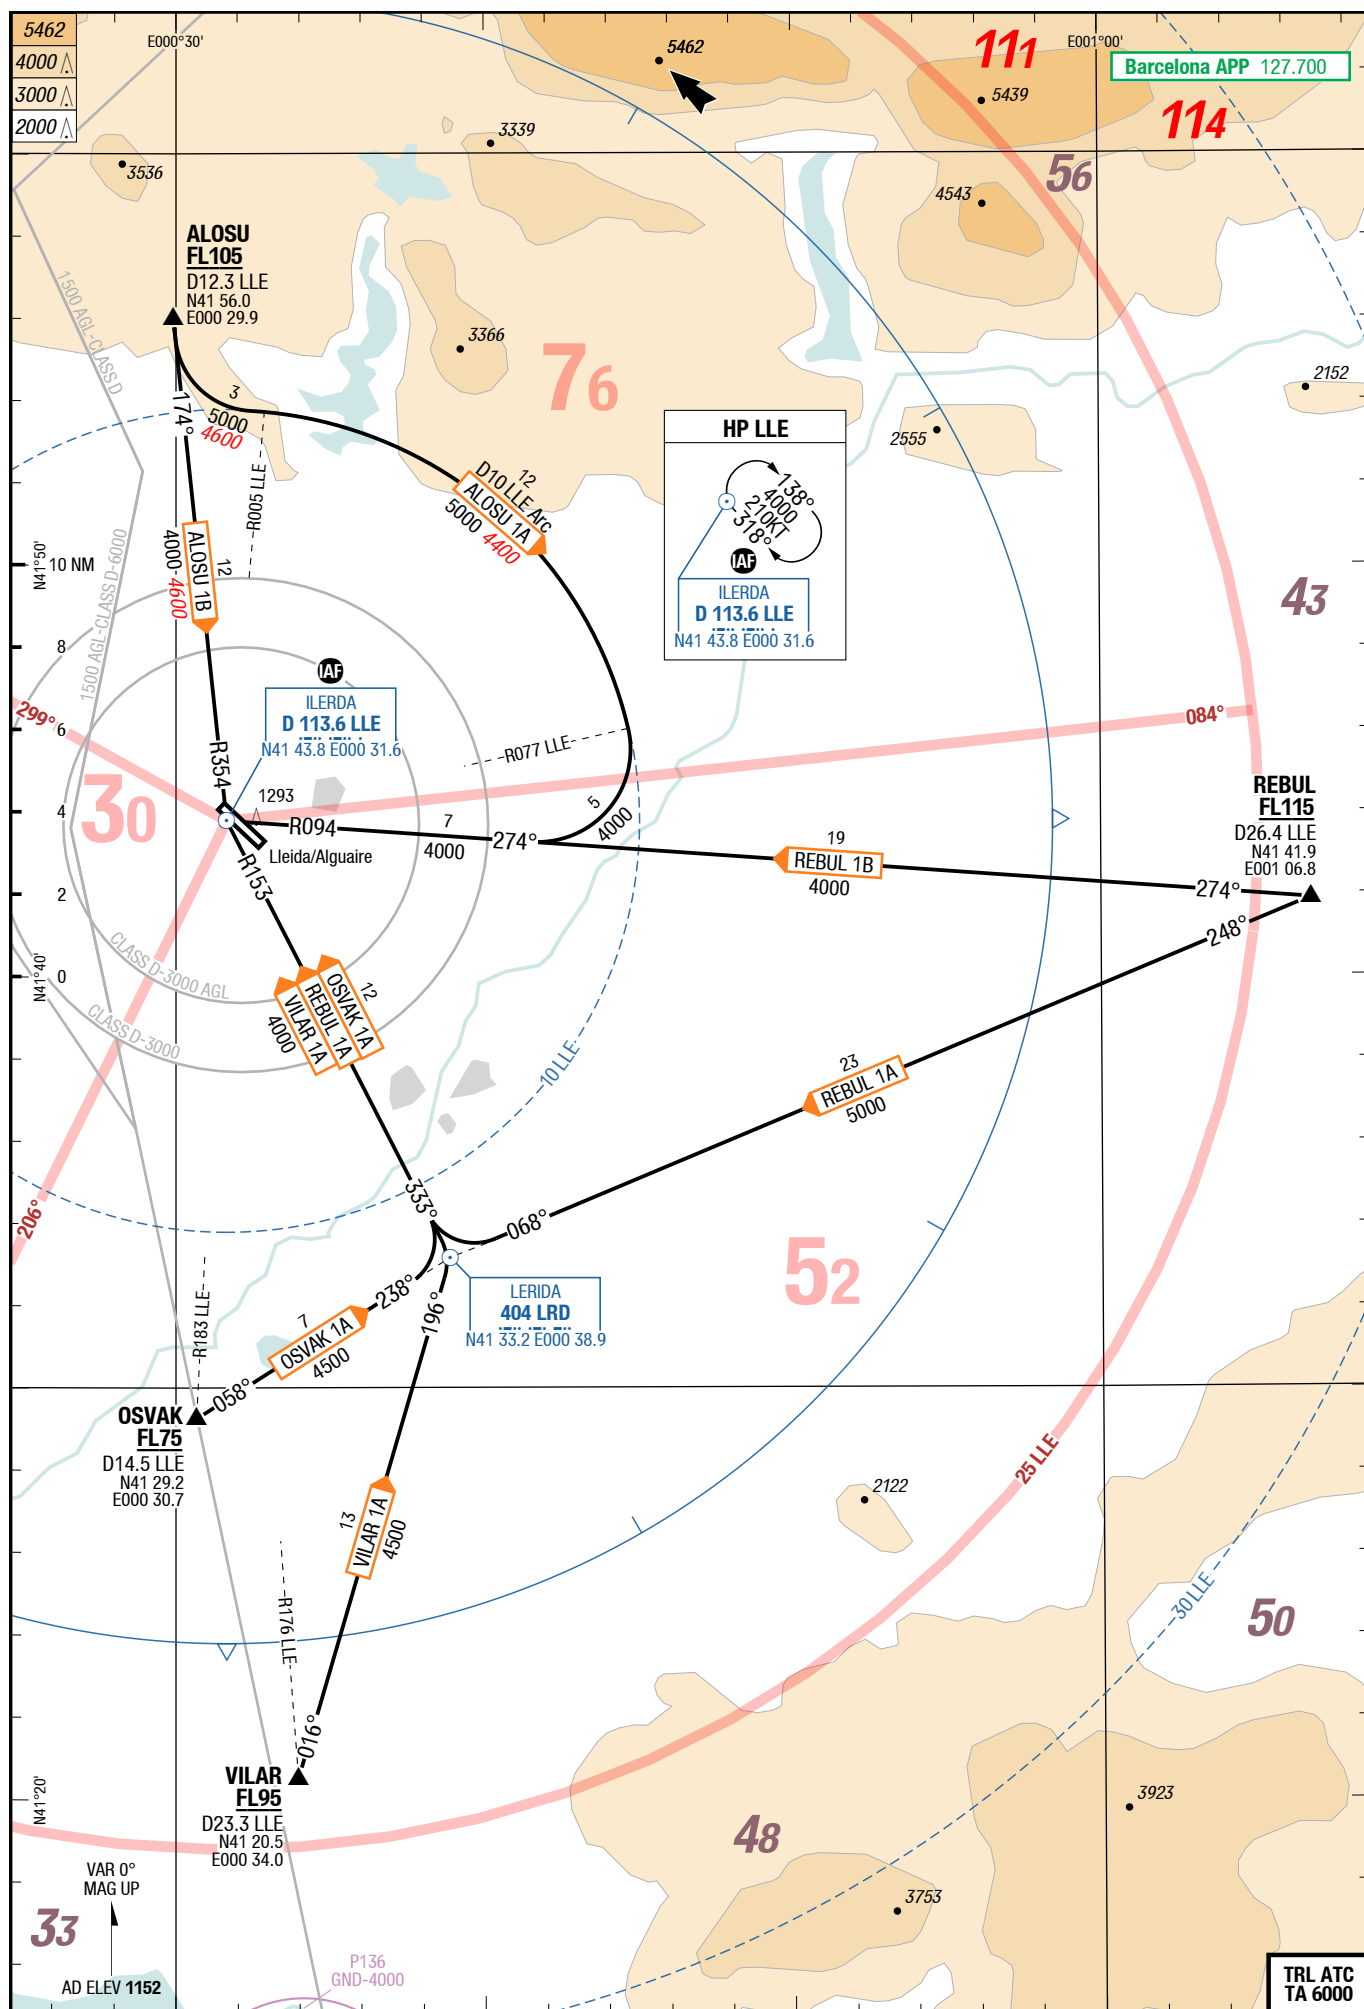 5462
4000
3000
2000
E000°30'
5462
111
E001°00'
Barcelona APP 127.700
5439
114
3339
3536
56
4543
ALOSU
FL105
D12.3 LLE
N41 56.0
E000 29.9
1500 AGL-CLASS D
3366
76
2152
174°
3
5000
4600
R005 LLE
12
D10 LLE Arc
ALOSU 1A
5000 4400
HP LLE
138°
4000
210KT
318°
IAF
ILERDA
D 113.6 LLE
N41 43.8 E000 31.6
2555
N41°50'
10 NM
1500 AGL-CLASS D-6000
12
ALOSU 1B
4000 4600
43
8
6
4
2
0
IAF
ILERDA
D 113.6 LLE
N41 43.8 E000 31.6
299°
084°
R354
R077 LLE
30
1293
R094
7
4000
274°
5
4000
Lleida/Alguaire
R153
19
REBUL 1B
4000
REBUL
FL115
D26.4 LLE
N41 41.9
E001 06.8
274°
248°
N41°40'
CLASS D-3000 AGL
CLASS D-3000
12
OSVAK 1A
REBUL 1A
VILAR 1A
4000
10 LLE
23
REBUL 1A
5000
206°
333°
068°
238°
196°
52
LERIDA
404 LRD
N41 33.2 E000 38.9
R183 LLE
7
OSVAK 1A
4500
058°
OSVAK
FL75
D14.5 LLE
N41 29.2
E000 30.7
25 LLE
2122
13
VILAR 1A
4500
R176 LLE
30 LLE
50
016°
VILAR
FL95
D23.3 LLE
N41 20.5
E000 34.0
N41°20'
3923
48
VAR 0°
MAG UP
3753
33
P136
GND-4000
AD ELEV 1152
TRL ATC
TA 6000